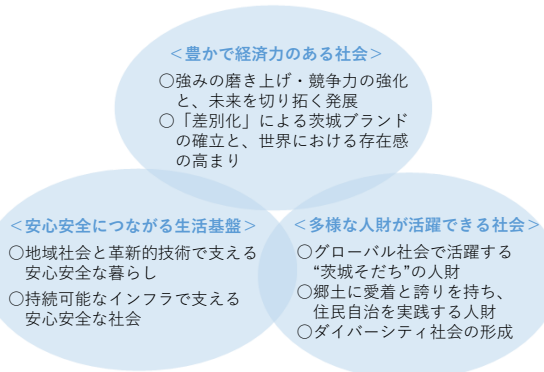 ＜豊かで経済力のある社会＞
○強みの磨き上げ・競争力の強化
と、未来を切り拓く発展
○「差別化」による茨城ブランド
の確立と、世界における存在感
の高まり
＜安心安全につながる生活基盤＞
○地域社会と革新的技術で支える
安心安全な暮らし
○持続可能なインフラで支える
安心安全な社会
＜多様な人財が活躍できる社会＞
○グローバル社会で活躍する
“茨城そだち”の人財
○郷土に愛着と誇りを持ち、
住民自治を実践する人財
○ダイバーシティ社会の形成